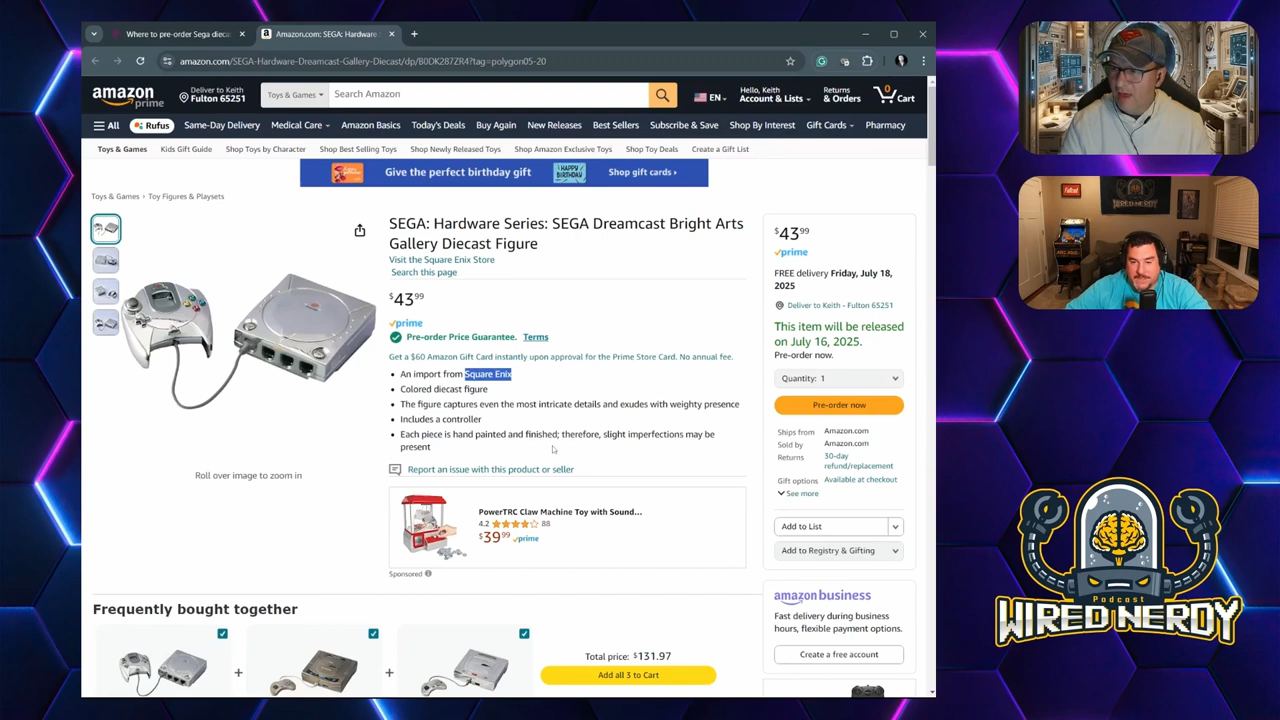 Where to pre-order Sega diec
Amazon.com: SEGA: Hardware
amazon.com/SEGA-Hardware-Dreamcast-Gallery-Diecast/dp/B0DK287ZR4?tag=polygon05-20
amazon prime
Deliver to Keith
Fulton 65251
Toys & Games
Search Amazon
EN
Hello, Keith
Account & Lists
Returns
& Orders
0
Cart
All
Rufus
Same-Day Delivery
Medical Care
Amazon Basics
Today's Deals
Buy Again
New Releases
Best Sellers
Subscribe & Save
Shop By Interest
Gift Cards
Pharmacy
Toys & Games
Kids Gift Guide
Shop Toys by Character
Shop Best Selling Toys
Shop Newly Released Toys
Shop Amazon Exclusive Toys
Shop Toy Deals
Create a Gift List
Give the perfect birthday gift
HAPPY BIRTHDAY
Shop gift cards ›
Toys & Games › Toy Figures & Playsets
Roll over image to zoom in
SEGA: Hardware Series: SEGA Dreamcast Bright Arts
Gallery Diecast Figure
Visit the Square Enix Store
Search this page
$43 99
prime
Pre-order Price Guarantee. Terms
Get a $60 Amazon Gift Card instantly upon approval for the Prime Store Card. No annual fee.
• An import from Square Enix
• Colored diecast figure
• The figure captures even the most intricate details and exudes with weighty presence
• Includes a controller
• Each piece is hand painted and finished; therefore, slight imperfections may be
present
Report an issue with this product or seller
PowerTRC Claw Machine Toy with Sound...
4.2 88
$39 99 prime
Sponsored
$43 99
prime
FREE delivery Friday, July 18,
2025
Deliver to Keith - Fulton 65251
This item will be released
on July 16, 2025.
Pre-order now.
Quantity: 1
Pre-order now
Ships from Amazon.com
Sold by Amazon.com
Returns 30-day
refund/replacement
Gift options Available at checkout
See more
Add to List
Add to Registry & Gifting
amazon business
Fast delivery during business
hours, flexible payment options.
Create a free account
Frequently bought together
+
+
Total price: $131.97
Add all 3 to Cart
Fallout
Podcast
WIRED NERDY